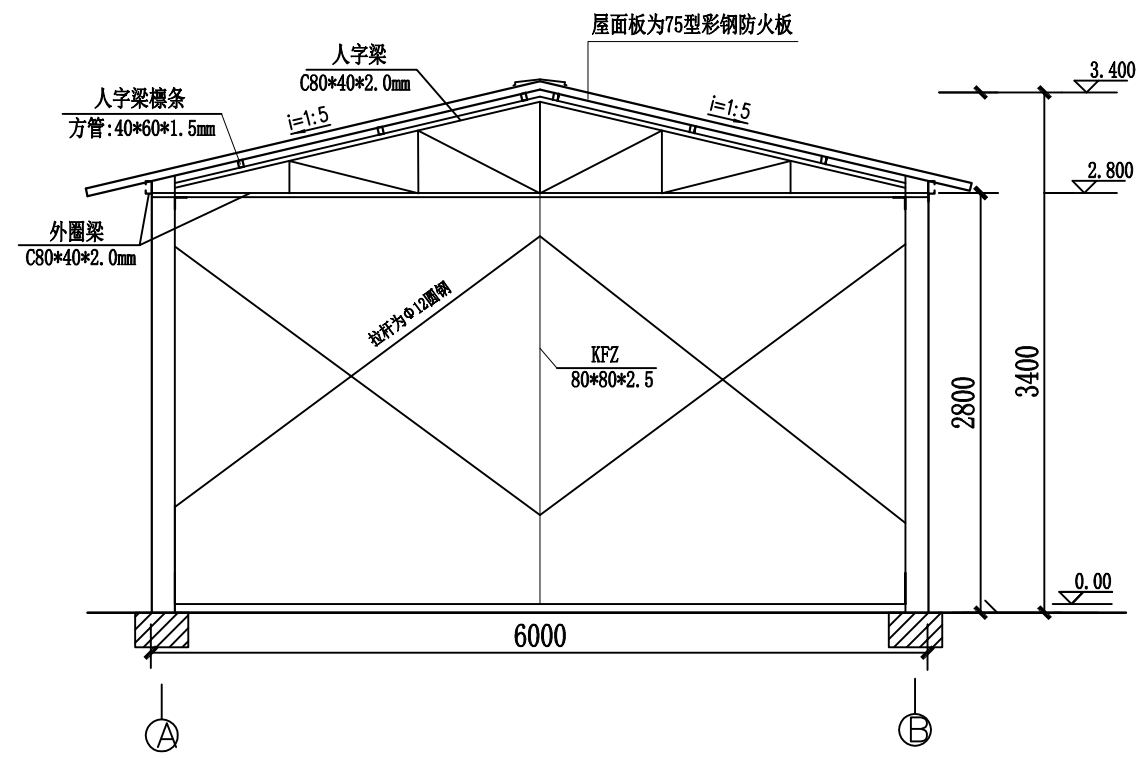 屋面板为75型彩钢防火板
人字梁
C80*40*2.0mm
3.400
人字梁檩条
方管:40*60*1.5mm
i=1:5
i=1:5
2.800
外圈梁
C80*40*2.0mm
拉杆为Φ12圆钢
KFZ
80*80*2.5
2800
3400
0.00
6000
A
B